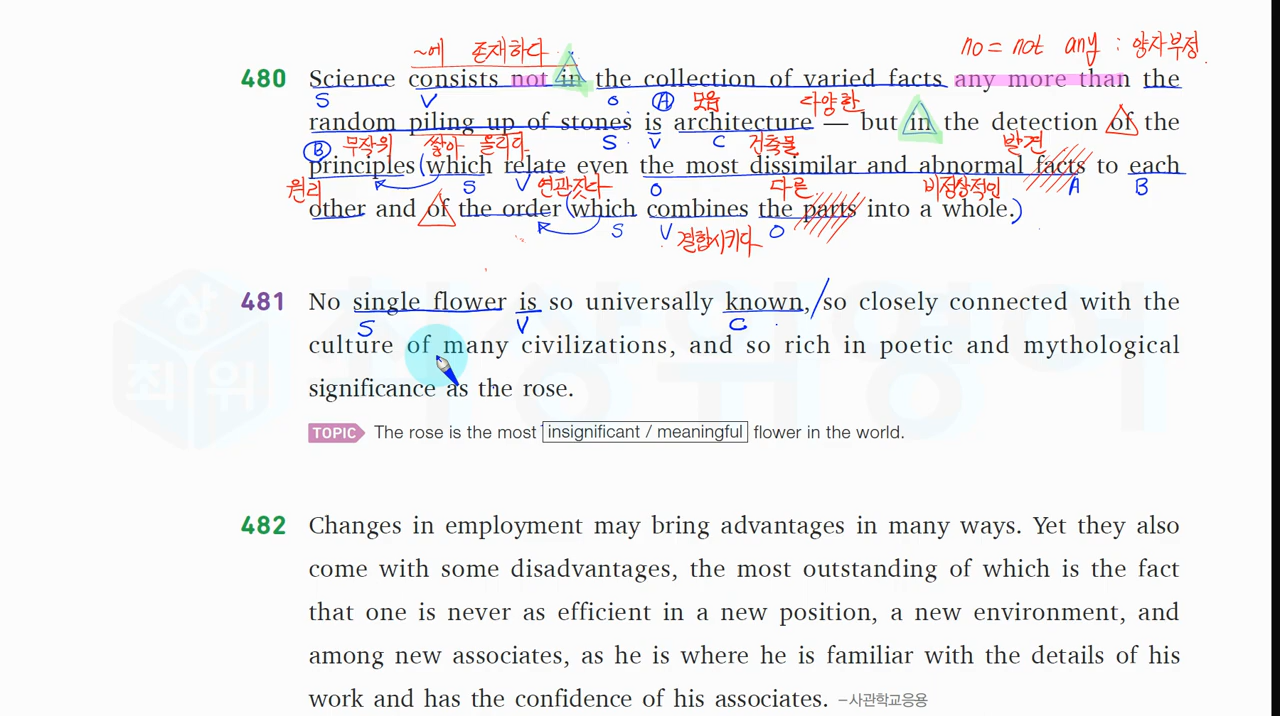 ~에 존재하다 no = not any : 양자부정
480 Science consists not in the collection of varied facts any more than the
S V O Ⓐ 모음 다양한
random piling up of stones is architecture — but in the detection of the
Ⓑ 무작위 쌓아 올리다 S V C 건축물 발견
principles (which relate even the most dissimilar and abnormal facts to each
원리 S V 연관짓다 O 다른 비정상적인 A B
other and of the order (which combines the parts into a whole.)
S V 결합시키다 O
481 No single flower is so universally known, / so closely connected with the
S V C
culture of many civilizations, and so rich in poetic and mythological
significance as the rose.
TOPIC The rose is the most insignificant / meaningful flower in the world.
482 Changes in employment may bring advantages in many ways. Yet they also
come with some disadvantages, the most outstanding of which is the fact
that one is never as efficient in a new position, a new environment, and
among new associates, as he is where he is familiar with the details of his
work and has the confidence of his associates. –사관학교응용
상
최 위
최상위영어